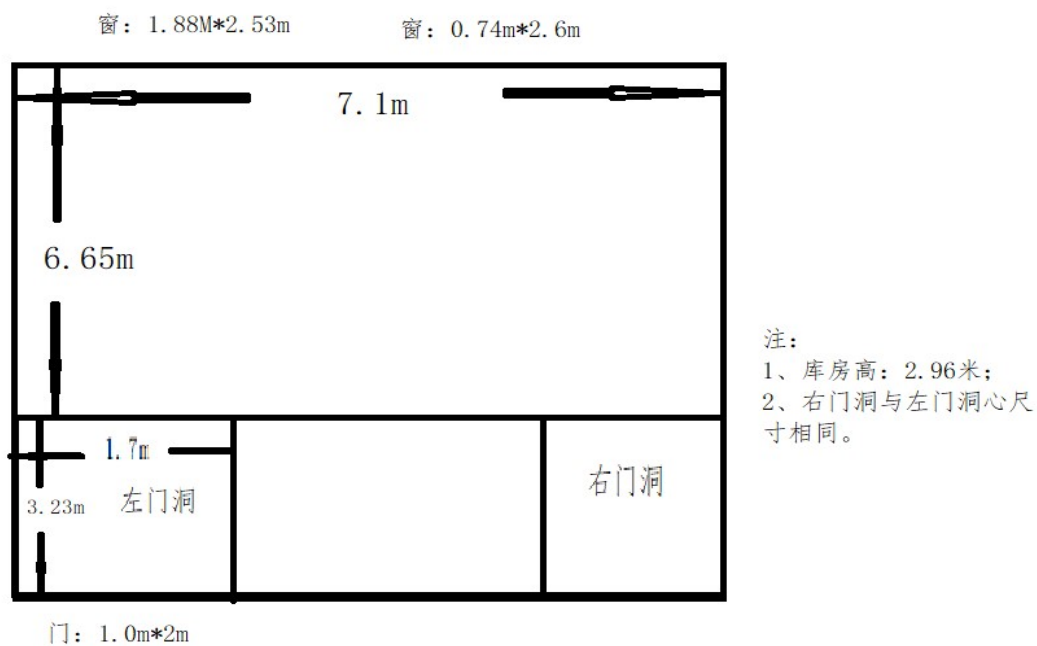 窗：1.88M*2.53m
窗：0.74m*2.6m
7.1m
6.65m
注：
1、库房高：2.96米；
2、右门洞与左门洞心尺
寸相同。
1.7m
3.23m
左门洞
右门洞
门：1.0m*2m